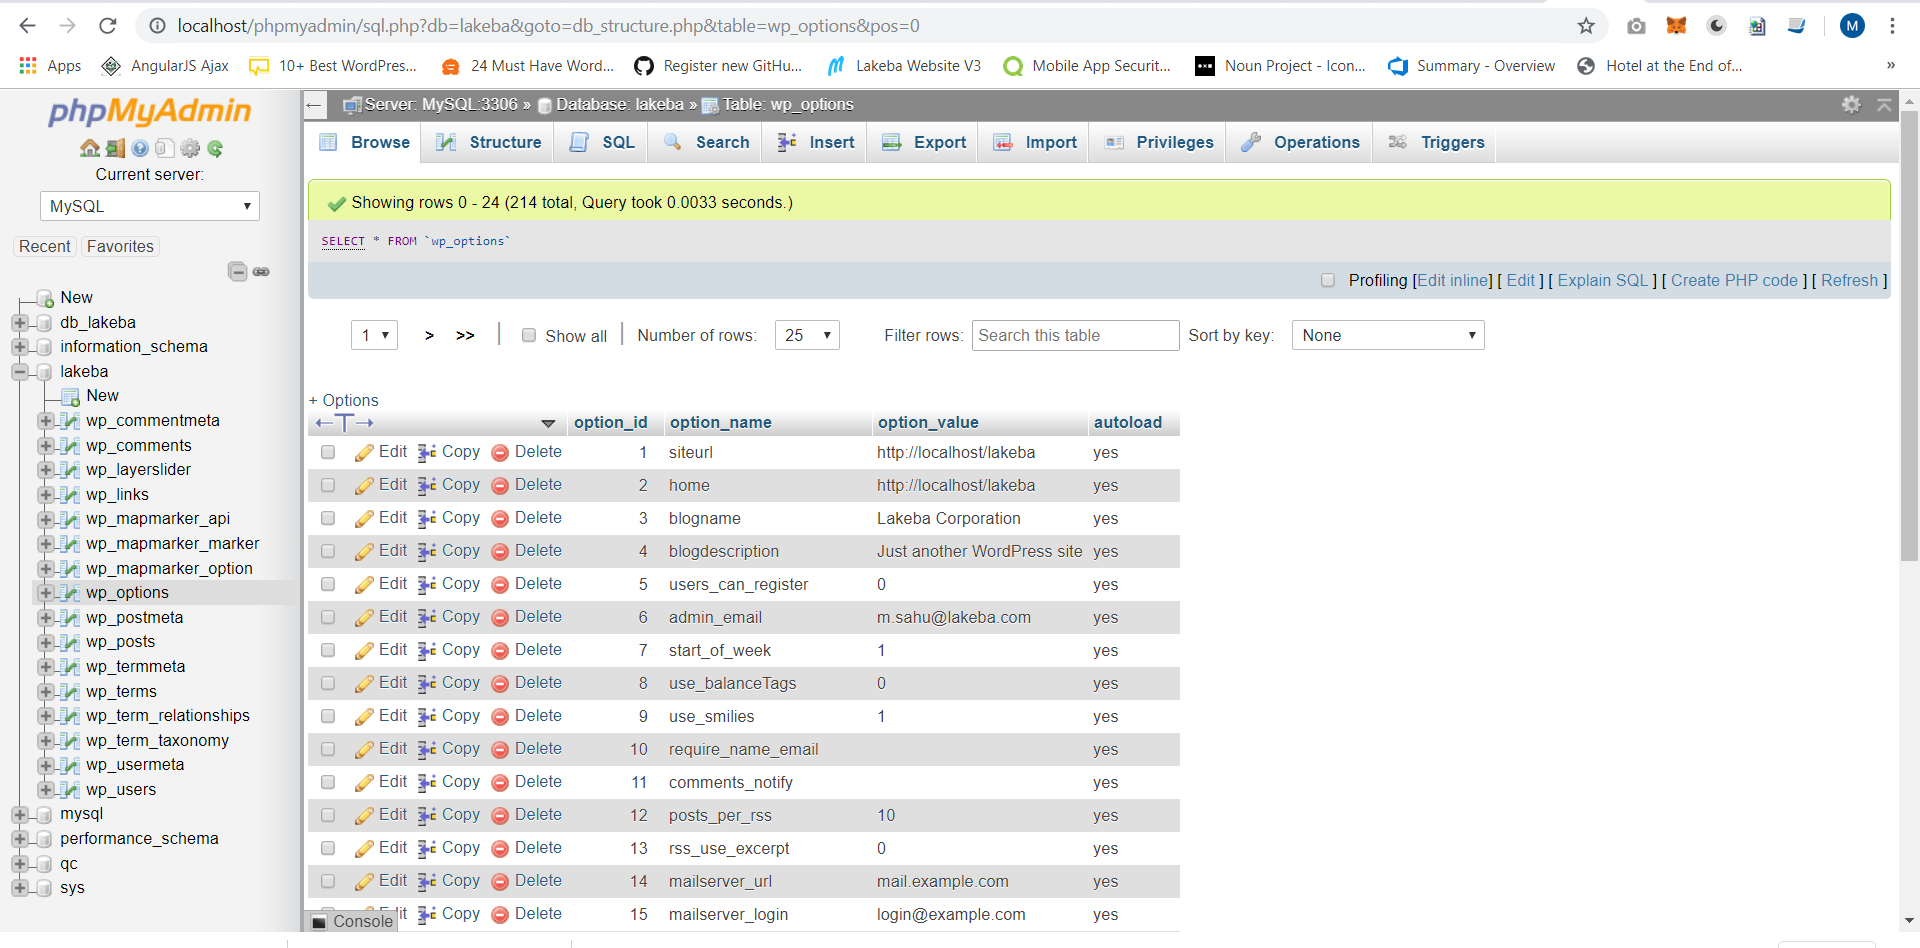 localhost/phpmyadmin/sql.php?db=lakeba&goto=db_structure.php&table=wp_options&pos=0 M
Apps AngularJS Ajax 10+ Best WordPres... 24 Must Have Word... Register new GitHu... Lakeba Website V3 Mobile App Securit... Noun Project - Icon... Summary - Overview Hotel at the End of... »
phpMyAdmin
Current server:
MySQL
Recent Favorites
New
db_lakeba
information_schema
lakeba
New
wp_commentmeta
wp_comments
wp_layerslider
wp_links
wp_mapmarker_api
wp_mapmarker_marker
wp_mapmarker_option
wp_options
wp_postmeta
wp_posts
wp_termmeta
wp_terms
wp_term_relationships
wp_term_taxonomy
wp_usermeta
wp_users
mysql
performance_schema
qc
sys
Server: MySQL:3306 » Database: lakeba » Table: wp_options
Browse Structure SQL Search Insert Export Import Privileges Operations Triggers
Showing rows 0 - 24 (214 total, Query took 0.0033 seconds.)
SELECT * FROM `wp_options`
Profiling [Edit inline] [ Edit ] [ Explain SQL ] [ Create PHP code ] [ Refresh ]
1 > >> Show all Number of rows: 25 Filter rows: Search this table Sort by key: None
+ Options
option_id option_name option_value autoload
Edit Copy Delete 1 siteurl http://localhost/lakeba yes
Edit Copy Delete 2 home http://localhost/lakeba yes
Edit Copy Delete 3 blogname Lakeba Corporation yes
Edit Copy Delete 4 blogdescription Just another WordPress site yes
Edit Copy Delete 5 users_can_register 0 yes
Edit Copy Delete 6 admin_email m.sahu@lakeba.com yes
Edit Copy Delete 7 start_of_week 1 yes
Edit Copy Delete 8 use_balanceTags 0 yes
Edit Copy Delete 9 use_smilies 1 yes
Edit Copy Delete 10 require_name_email yes
Edit Copy Delete 11 comments_notify yes
Edit Copy Delete 12 posts_per_rss 10 yes
Edit Copy Delete 13 rss_use_excerpt 0 yes
Edit Copy Delete 14 mailserver_url mail.example.com yes
Copy Delete 15 mailserver_login login@example.com yes
Console